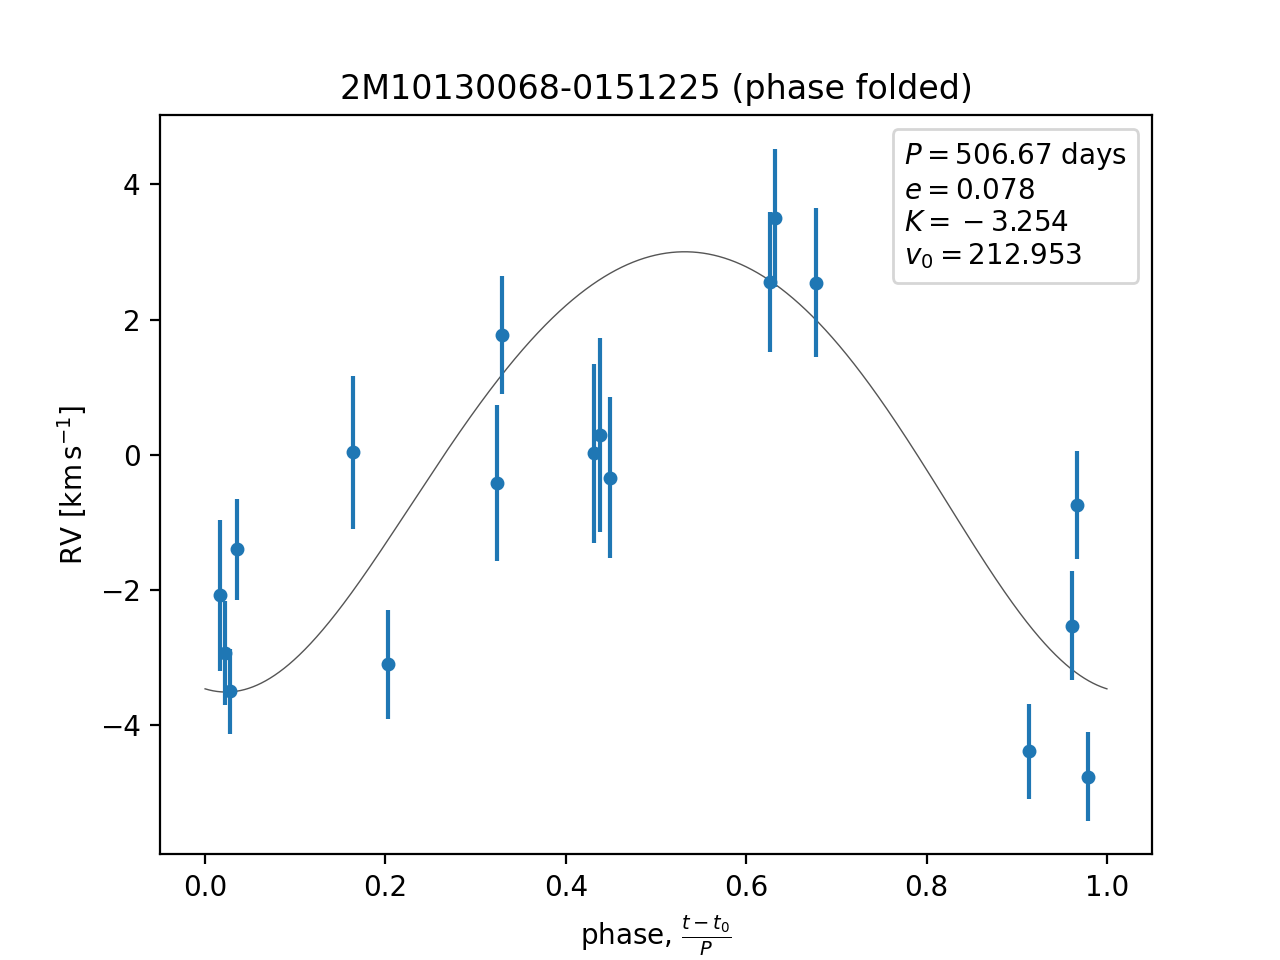 2M10130068-0151225 (phase folded)
P = 506.67 days
e = 0.078
K = −3.254
v₀ = 212.953
RV [km s⁻¹]
4
2
0
−2
−4
0.0 0.2 0.4 0.6 0.8 1.0
phase, (t − t₀)/P